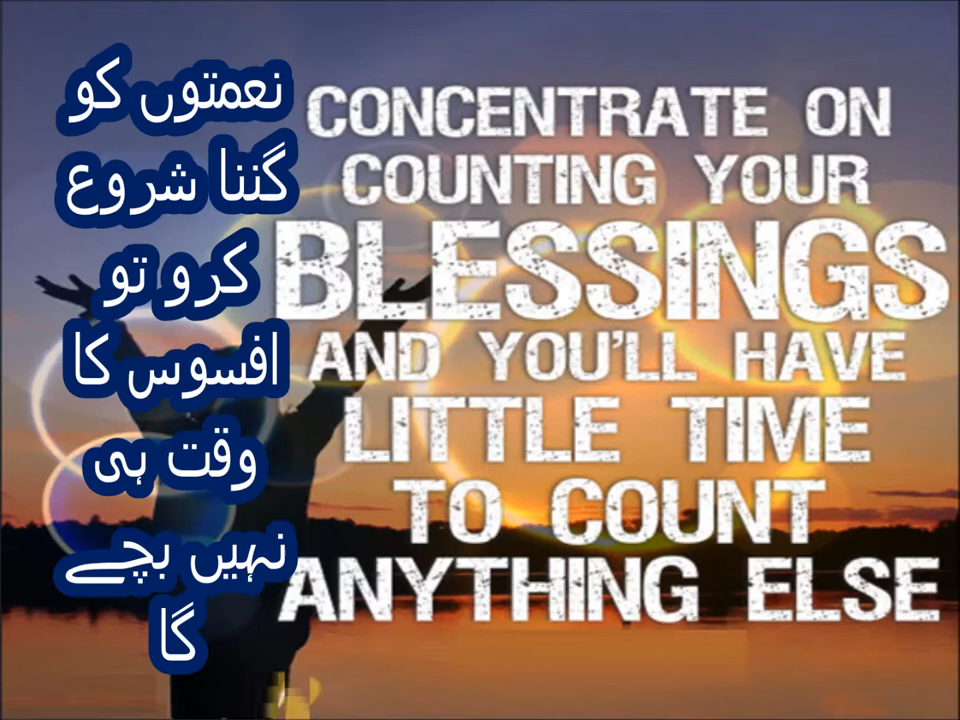 نعمتوں کو
گننا شروع
کرو تو
افسوس کا
وقت ہی
نہیں بچے
گا
CONCENTRATE ON
COUNTING YOUR
BLESSINGS
AND YOU'LL HAVE
LITTLE TIME
TO COUNT
ANYTHING ELSE